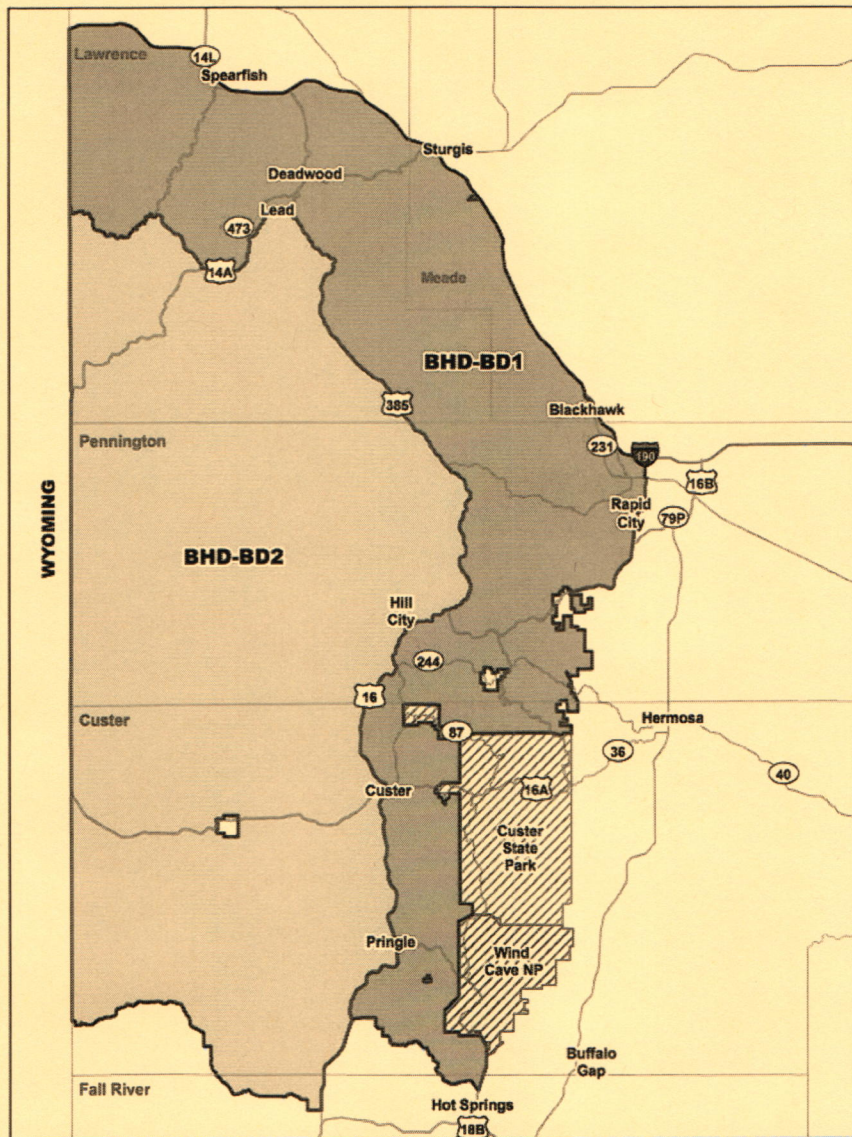 Lawrence
14L
Spearfish
Sturgis
Deadwood
Lead
473
14A
Meade
BHD-BD1
385
Blackhawk
Pennington
231
190
16B
Rapid
City
79P
WYOMING
BHD-BD2
Hill
City
244
16
Custer
87
Hermosa
36
40
Custer
16A
Custer
State
Park
Pringle
Wind
Cave NP
Buffalo
Gap
Fall River
Hot Springs
18B